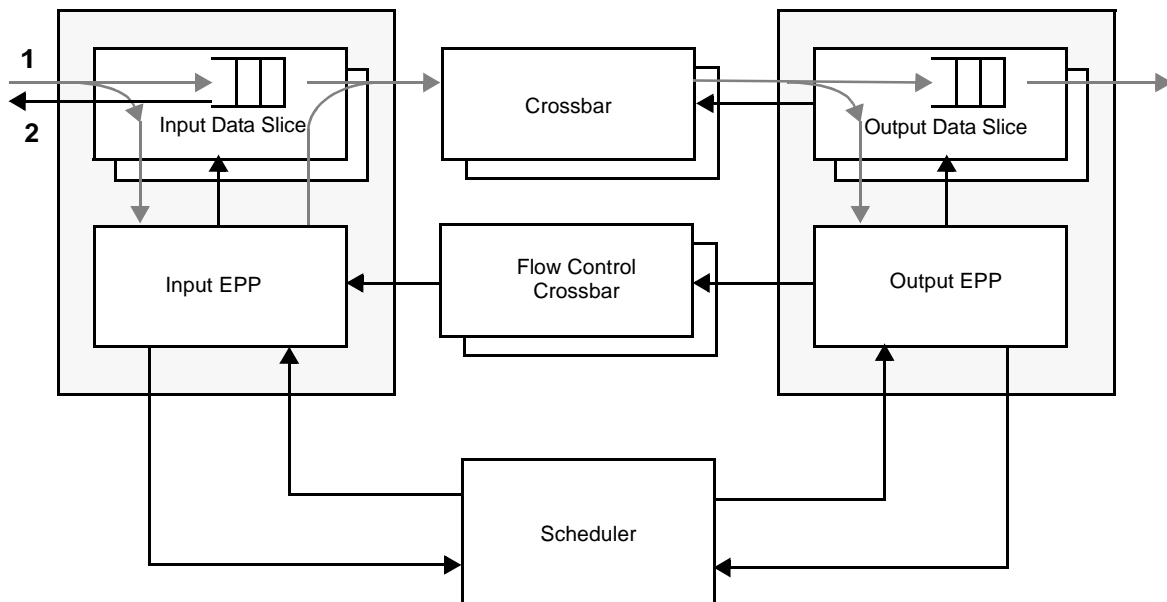 1
2
Input Data Slice
Crossbar
Output Data Slice
Input EPP
Flow Control
Crossbar
Output EPP
Scheduler